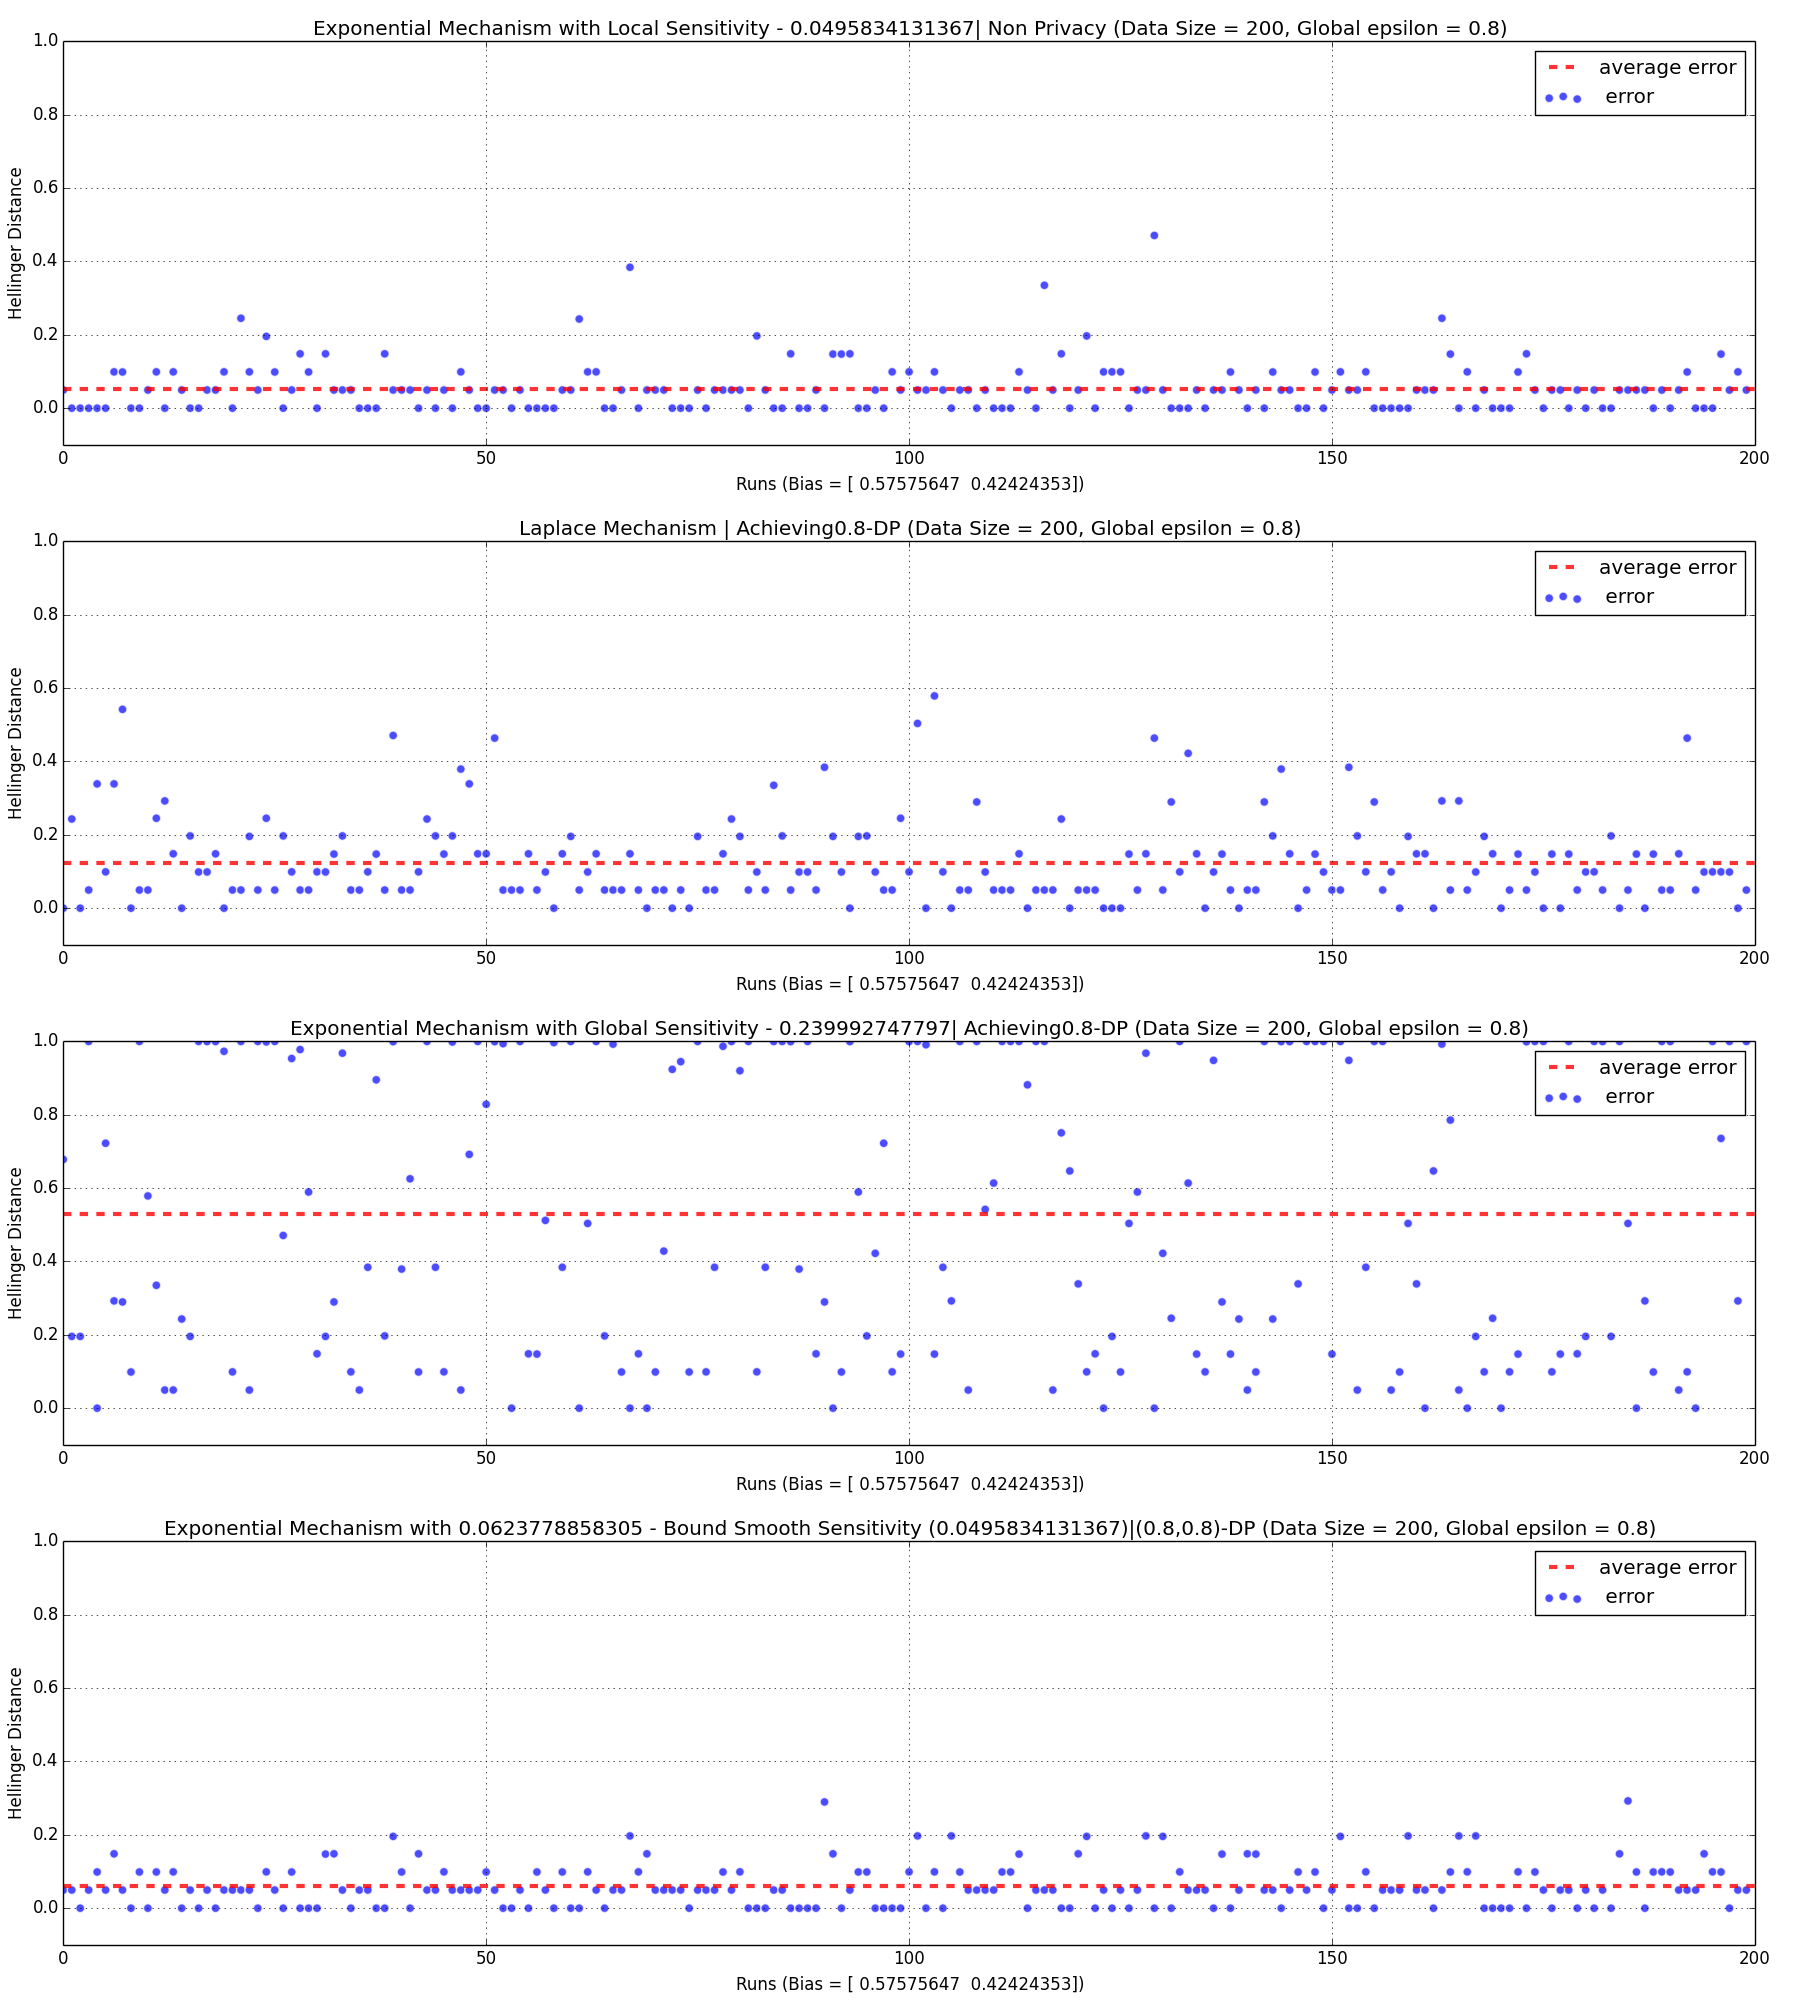 Exponential Mechanism with Local Sensitivity - 0.0495834131367| Non Privacy (Data Size = 200, Global epsilon = 0.8)
1.0
average error
error
0.8
0.6
Hellinger Distance
0.4
0.2
0.0
0 50 100 150 200
Runs (Bias = [ 0.57575647  0.42424353])
Laplace Mechanism | Achieving0.8-DP (Data Size = 200, Global epsilon = 0.8)
1.0
average error
error
0.8
0.6
Hellinger Distance
0.4
0.2
0.0
0 50 100 150 200
Runs (Bias = [ 0.57575647  0.42424353])
Exponential Mechanism with Global Sensitivity - 0.239992747797| Achieving0.8-DP (Data Size = 200, Global epsilon = 0.8)
1.0
average error
error
0.8
0.6
Hellinger Distance
0.4
0.2
0.0
0 50 100 150 200
Runs (Bias = [ 0.57575647  0.42424353])
Exponential Mechanism with 0.0623778858305 - Bound Smooth Sensitivity (0.0495834131367)|(0.8,0.8)-DP (Data Size = 200, Global epsilon = 0.8)
1.0
average error
error
0.8
0.6
Hellinger Distance
0.4
0.2
0.0
0 50 100 150 200
Runs (Bias = [ 0.57575647  0.42424353])